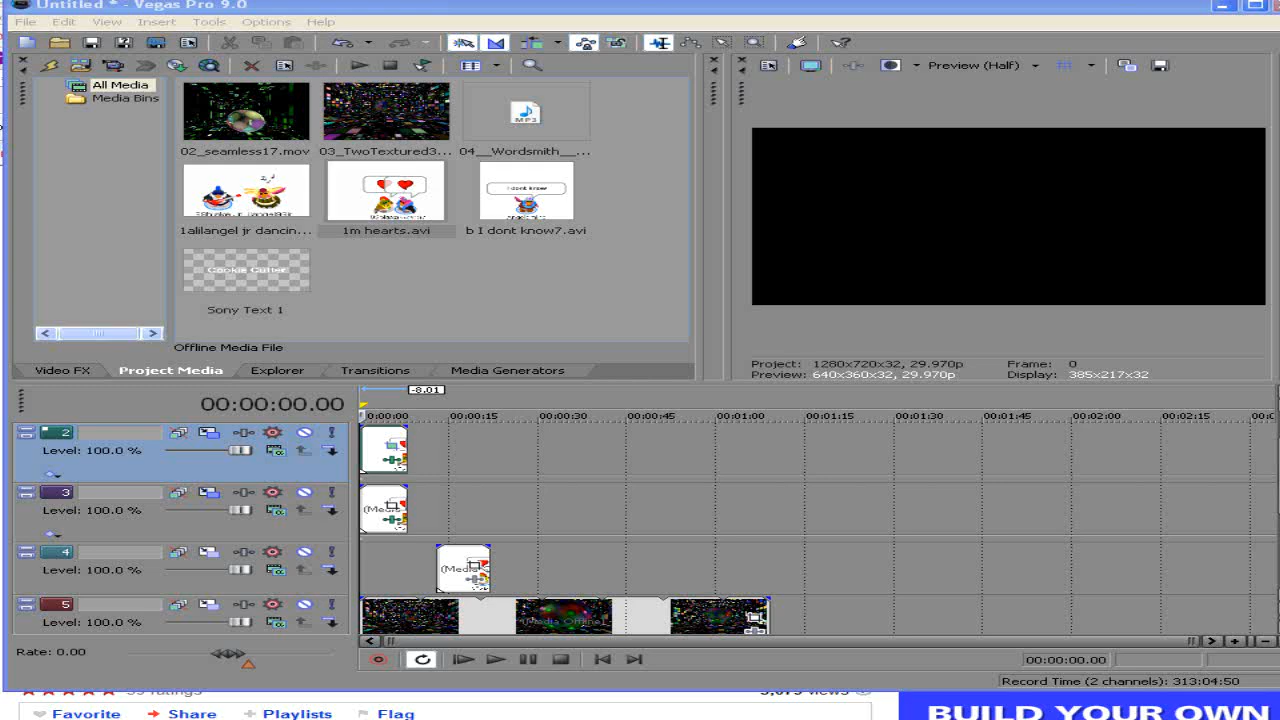 Untitled * - Vegas Pro 9.0
File Edit View Insert Tools Options Help
Preview (Half)
All Media
Media Bins
MP3
02_seamless17.mov 03_TwoTextured3... 04__Wordsmith__...
I dont know
1alilangel jr dancin... 1m hearts.avi b I dont know7.avi
Cookie Cutter
Sony Text 1
Offline Media File
Video FX Project Media Explorer Transitions Media Generators
Project: 1280x720x32, 29.970p Frame: 0
Preview: 640x360x32, 29.970p Display: 385x217x32
-8.01
00:00:00.00
0:00:00 00:00:15 00:00:30 00:00:45 00:01:00 00:01:15 00:01:30 00:01:45 00:02:00 00:02:15 00:0
2
Level: 100.0 %
3
Level: 100.0 %
4
Level: 100.0 %
5
(Media Offline)
Level: 100.0 %
Rate: 0.00
00:00:00.00
Record Time (2 channels): 313:04:50
Favorite Share Playlists Flag
BUILD YOUR OWN